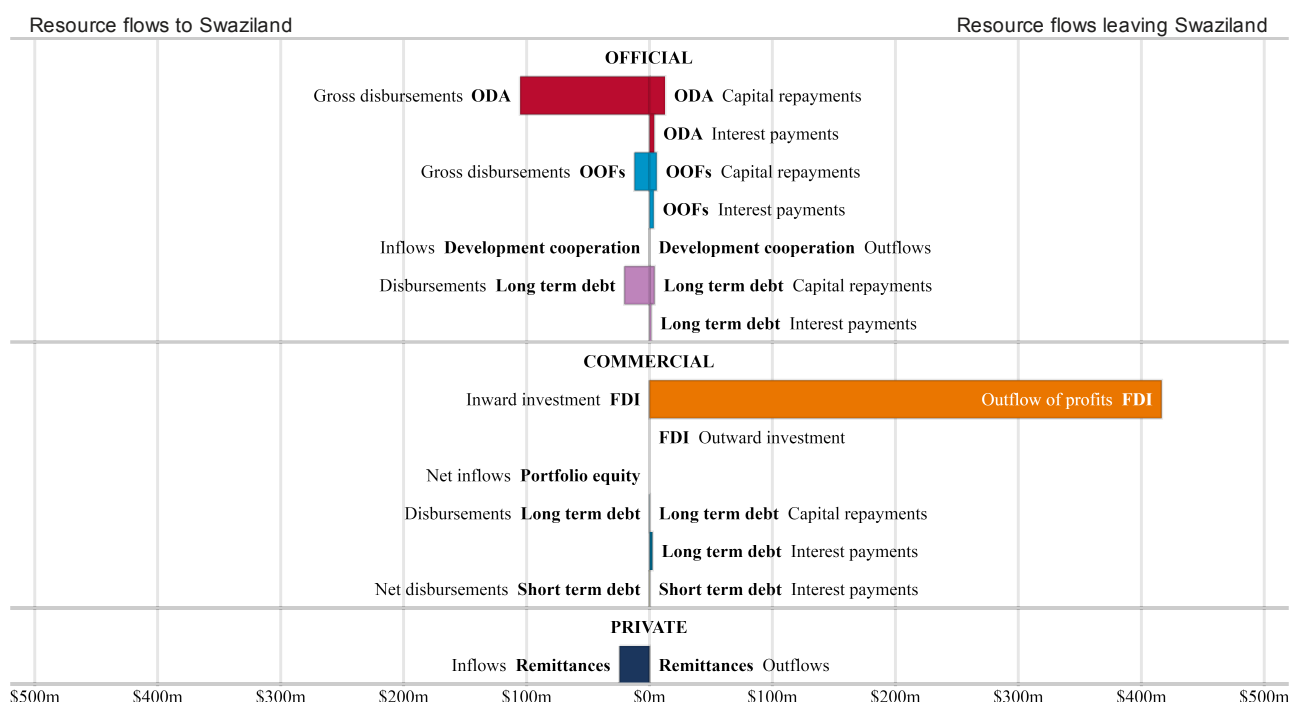 Resource flows to Swaziland Resource flows leaving Swaziland
OFFICIAL
Gross disbursements ODA ODA Capital repayments
ODA Interest payments
Gross disbursements OOFs OOFs Capital repayments
OOFs Interest payments
Inflows Development cooperation Development cooperation Outflows
Disbursements Long term debt Long term debt Capital repayments
Long term debt Interest payments
COMMERCIAL
Inward investment FDI Outflow of profits FDI
FDI Outward investment
Net inflows Portfolio equity
Disbursements Long term debt Long term debt Capital repayments
Long term debt Interest payments
Net disbursements Short term debt Short term debt Interest payments
PRIVATE
Inflows Remittances Remittances Outflows
$500m $400m $300m $200m $100m $0m $100m $200m $300m $400m $500m